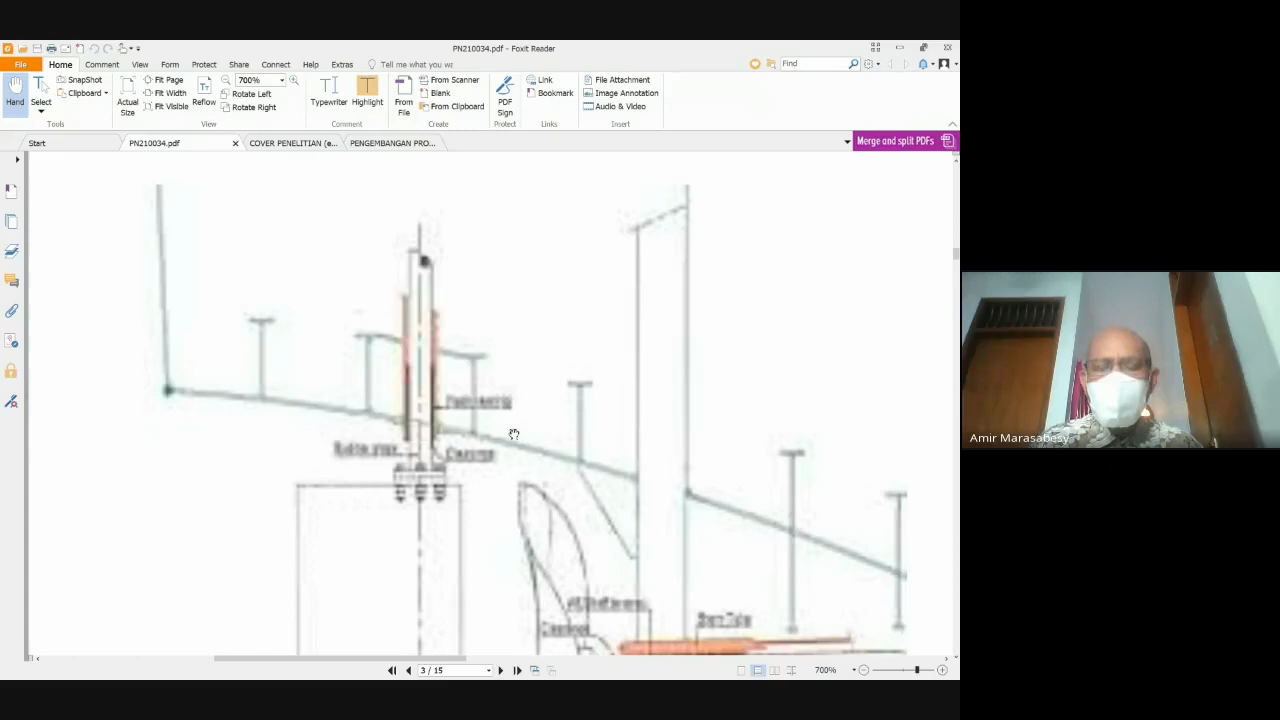 PN210034.pdf - Foxit Reader
File Home Comment View Form Protect Share Connect Help Extras Tell me what you wa Find
SnapShot Fit Page 700% From Scanner Link File Attachment
Clipboard Fit Width Rotate Left Blank Bookmark Image Annotation
Hand Select Actual Size Fit Visible Reflow Rotate Right Typewriter Highlight From File From Clipboard PDF Sign Audio & Video
Tools View Comment Create Protect Links Insert
Start PN210034.pdf COVER PENELITIAN (e... PENGEMBANGAN PRO... Merge and split PDFs
Amir Marasabesy
3 / 15 700%